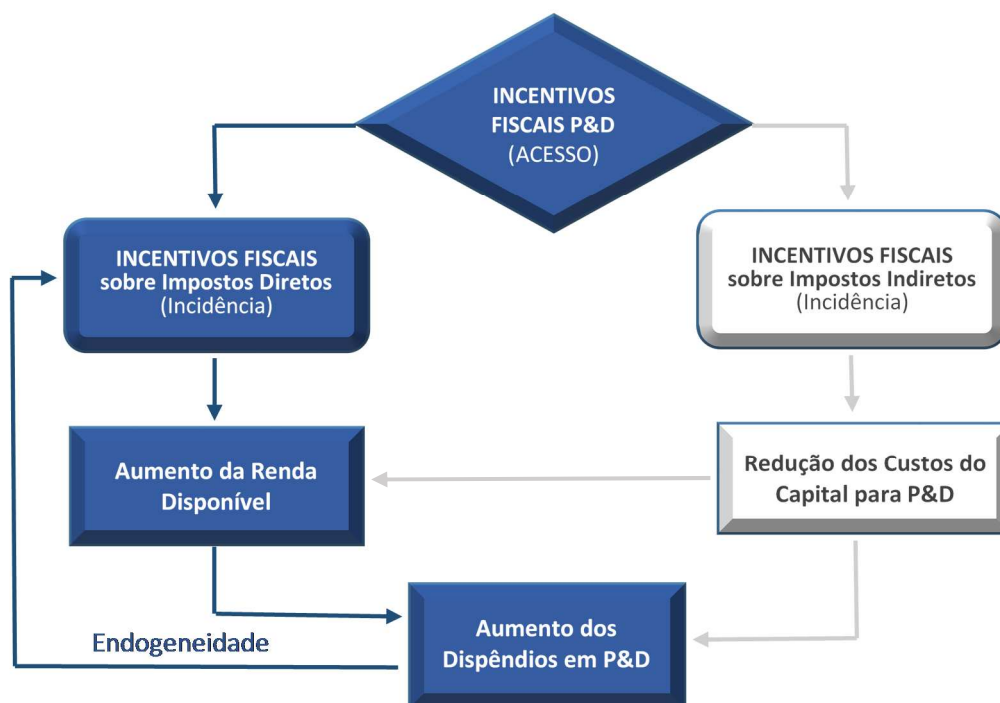 INCENTIVOS
FISCAIS P&D
(ACESSO)
INCENTIVOS FISCAIS
sobre Impostos Diretos
(Incidência)
INCENTIVOS FISCAIS
sobre Impostos Indiretos
(Incidência)
Aumento da Renda
Disponível
Redução dos Custos do
Capital para P&D
Aumento dos
Dispêndios em P&D
Endogeneidade